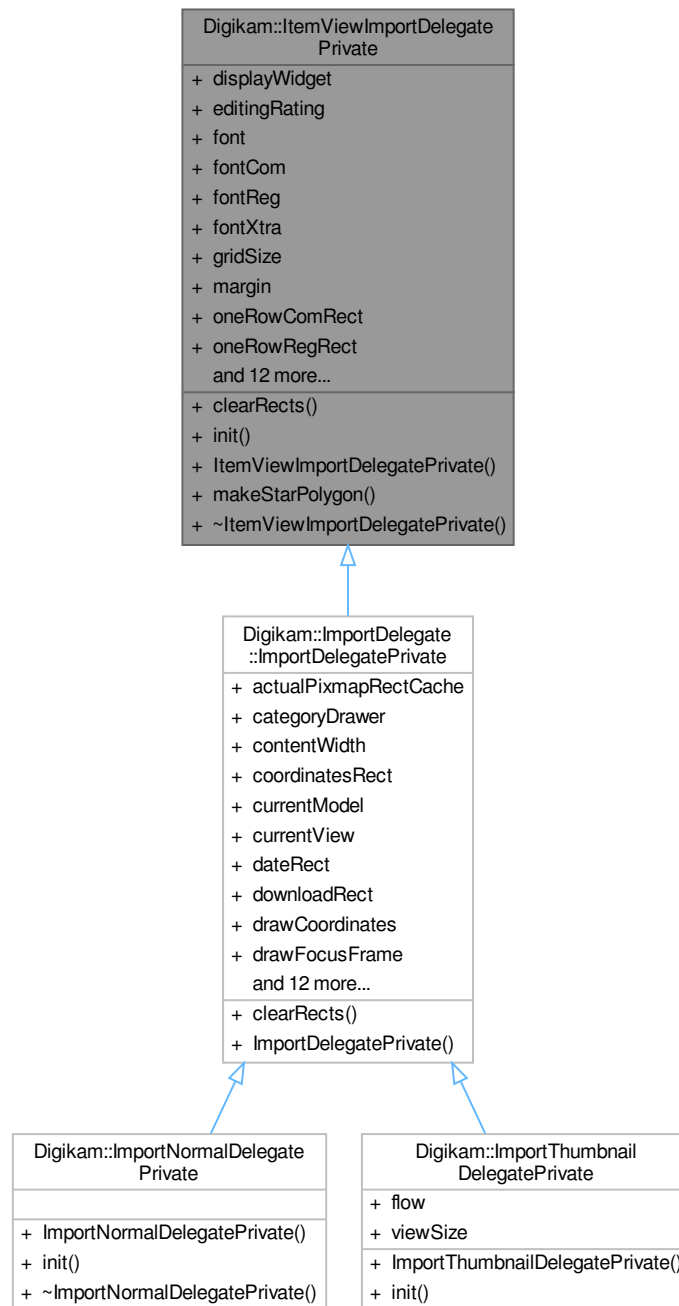 Digikam::ItemViewImportDelegate
Private
+ displayWidget
+ editingRating
+ font
+ fontCom
+ fontReg
+ fontXtra
+ gridSize
+ margin
+ oneRowComRect
+ oneRowRegRect
and 12 more...
+ clearRects()
+ init()
+ ItemViewImportDelegatePrivate()
+ makeStarPolygon()
+ ~ItemViewImportDelegatePrivate()
Digikam::ImportDelegate
::ImportDelegatePrivate
+ actualPixmapRectCache
+ categoryDrawer
+ contentWidth
+ coordinatesRect
+ currentModel
+ currentView
+ dateRect
+ downloadRect
+ drawCoordinates
+ drawFocusFrame
and 12 more...
+ clearRects()
+ ImportDelegatePrivate()
Digikam::ImportNormalDelegate
Private
+ ImportNormalDelegatePrivate()
+ init()
+ ~ImportNormalDelegatePrivate()
Digikam::ImportThumbnail
DelegatePrivate
+ flow
+ viewSize
+ ImportThumbnailDelegatePrivate()
+ init()